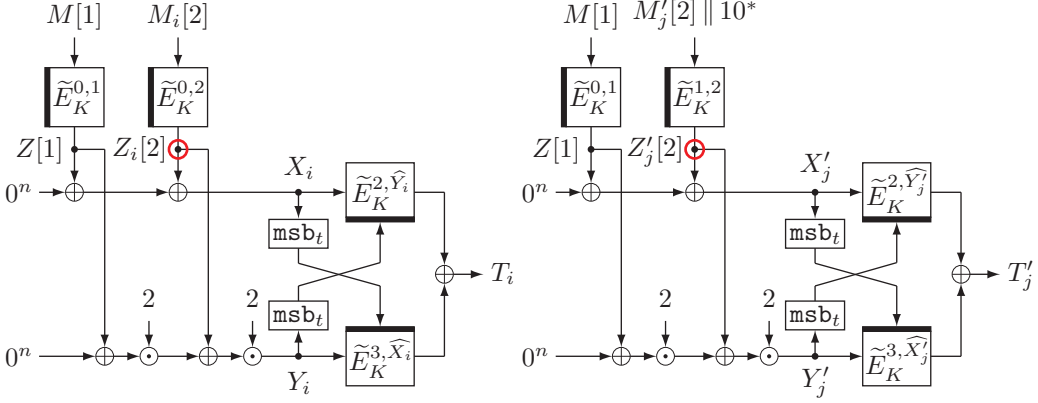 M[1] M_i[2] M'_j[2] ∥ 10* 
M[1]
Ẽ_K^{0,1} Ẽ_K^{0,2} Ẽ_K^{0,1} Ẽ_K^{1,2}
Z[1] Z_i[2] Z[1] Z'_j[2]
0^n X_i Ẽ_K^{2,Ŷ_i} 0^n X'_j Ẽ_K^{2,Ŷ'_j}
msb_t msb_t
T_i T'_j
2 2 msb_t 2 2 msb_t
0^n Y_i Ẽ_K^{3,X̂_i} 0^n Y'_j Ẽ_K^{3,X̂'_j}